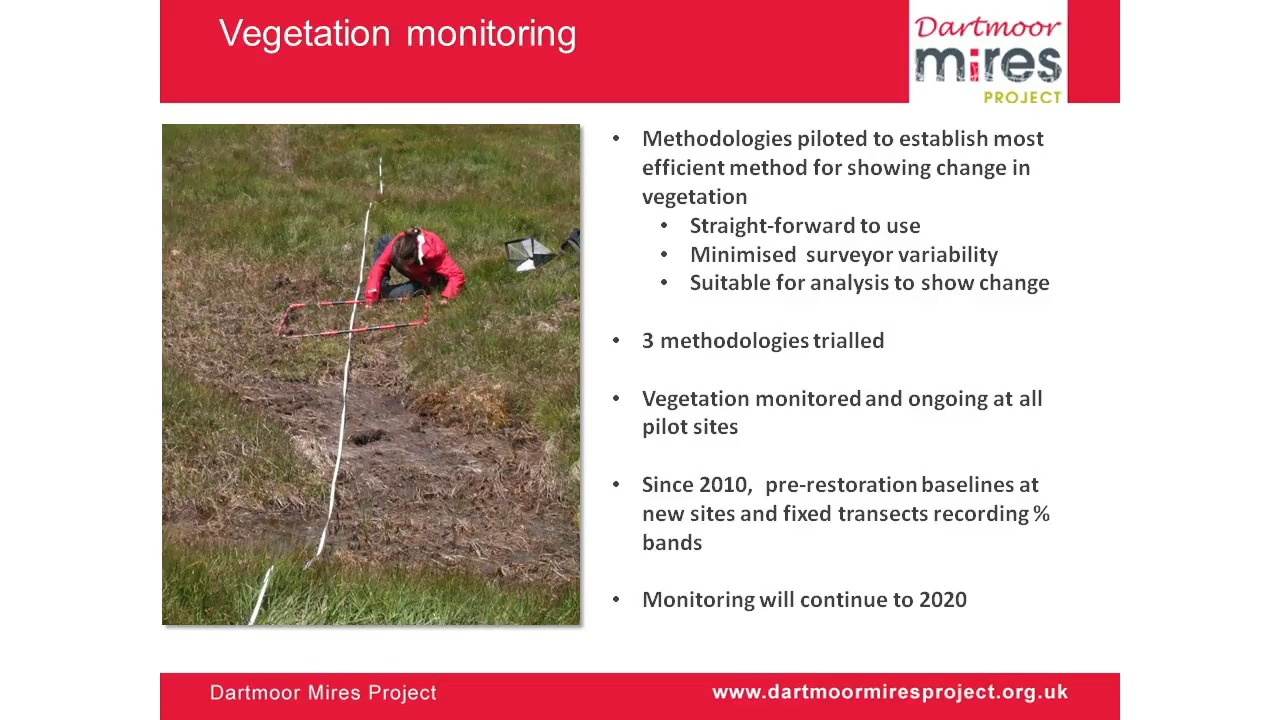 Vegetation monitoring
Dartmoor
mires
PROJECT
• Methodologies piloted to establish most
efficient method for showing change in
vegetation
• Straight-forward to use
• Minimised surveyor variability
• Suitable for analysis to show change
• 3 methodologies trialled
• Vegetation monitored and ongoing at all
pilot sites
• Since 2010, pre-restoration baselines at
new sites and fixed transects recording %
bands
• Monitoring will continue to 2020
Dartmoor Mires Project
www.dartmoormiresproject.org.uk